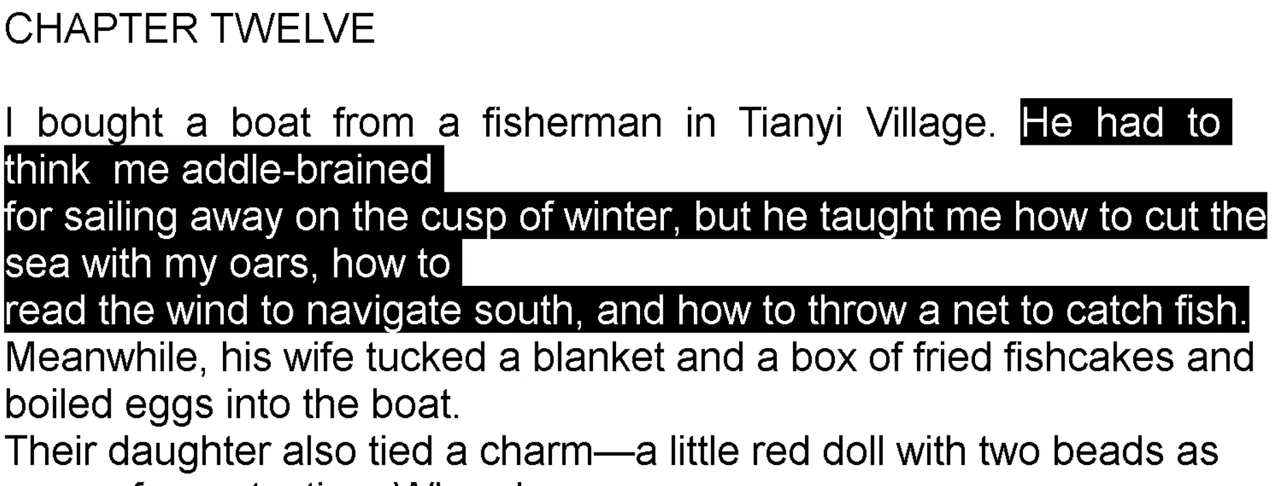 CHAPTER TWELVE
I bought a boat from a fisherman in Tianyi Village. He had to
think me addle-brained
for sailing away on the cusp of winter, but he taught me how to cut the
sea with my oars, how to
read the wind to navigate south, and how to throw a net to catch fish.
Meanwhile, his wife tucked a blanket and a box of fried fishcakes and
boiled eggs into the boat.
Their daughter also tied a charm—a little red doll with two beads as